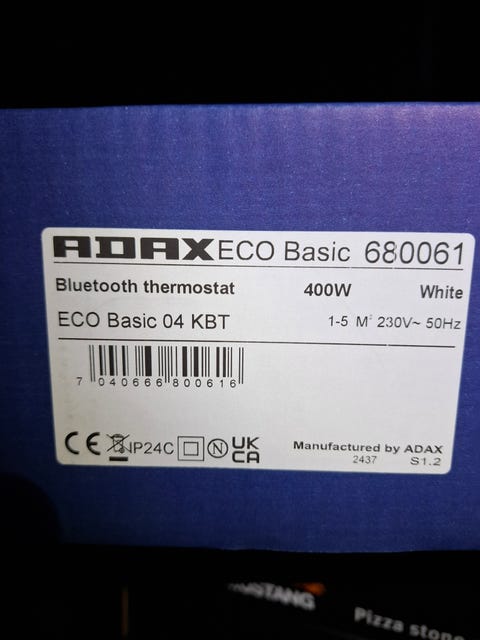 ADAX ECO Basic 680061
Bluetooth thermostat 400W White
ECO Basic 04 KBT 1-5 M² 230V~ 50Hz
7 040666 800616
CE IP24C N UK CA Manufactured by ADAX
2437 S1.2
MUSTANG
Pizza stone